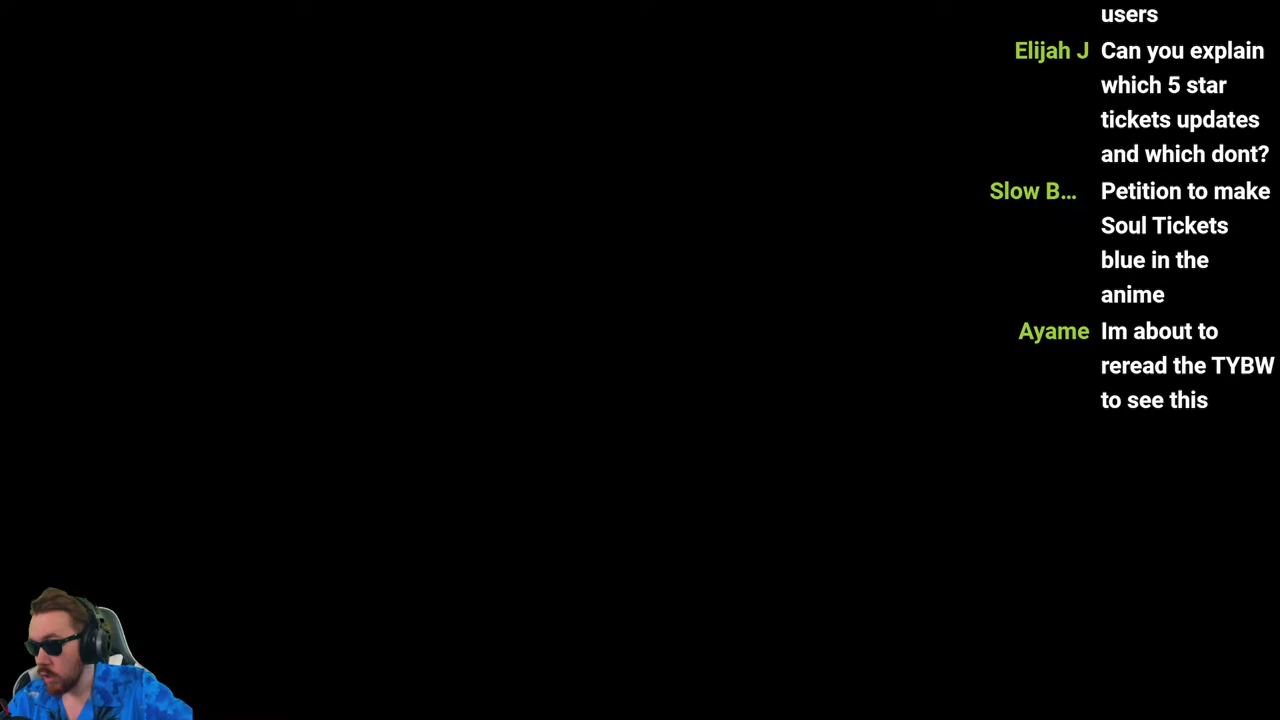 users
Elijah J Can you explain
which 5 star
tickets updates
and which dont?
Slow B… Petition to make
Soul Tickets
blue in the
anime
Ayame Im about to
reread the TYBW
to see this